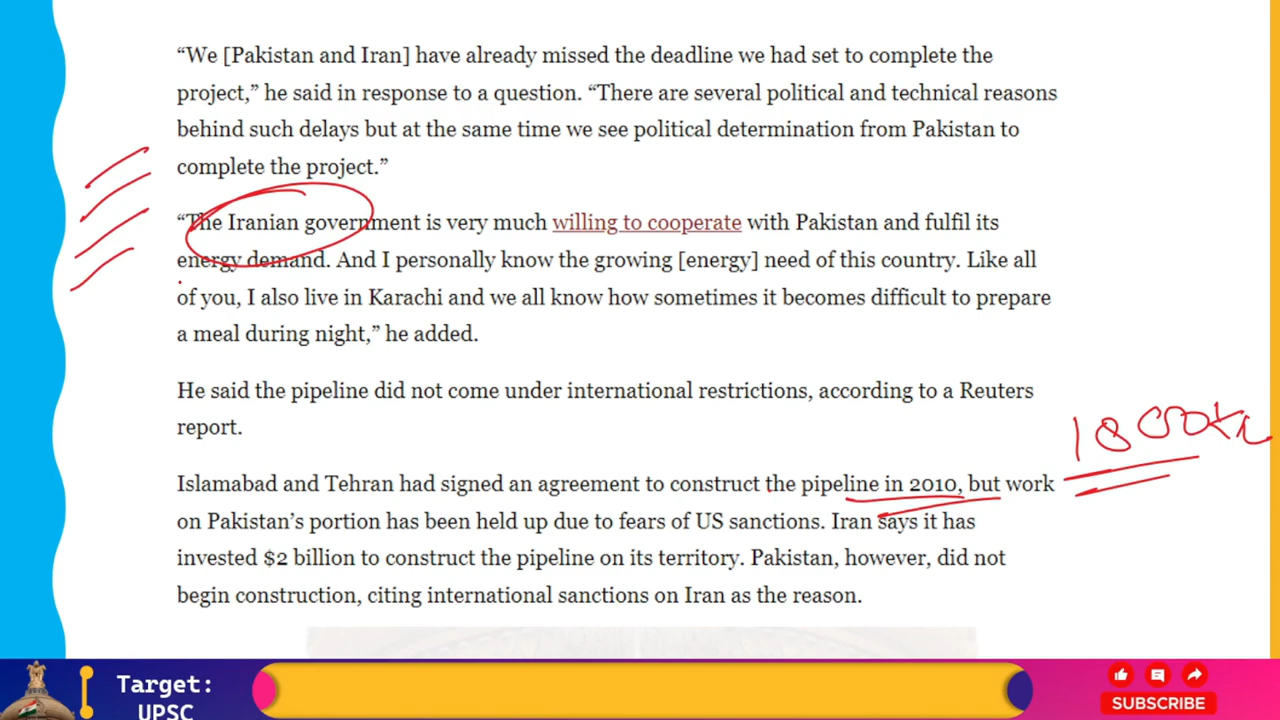 “We [Pakistan and Iran] have already missed the deadline we had set to complete the
project,” he said in response to a question. “There are several political and technical reasons
behind such delays but at the same time we see political determination from Pakistan to
complete the project.”
“The Iranian government is very much willing to cooperate with Pakistan and fulfil its
energy demand. And I personally know the growing [energy] need of this country. Like all
of you, I also live in Karachi and we all know how sometimes it becomes difficult to prepare
a meal during night,” he added.
He said the pipeline did not come under international restrictions, according to a Reuters
report.
Islamabad and Tehran had signed an agreement to construct the pipeline in 2010, but work
on Pakistan’s portion has been held up due to fears of US sanctions. Iran says it has
invested $2 billion to construct the pipeline on its territory. Pakistan, however, did not
begin construction, citing international sanctions on Iran as the reason.
Target:
UPSC
SUBSCRIBE